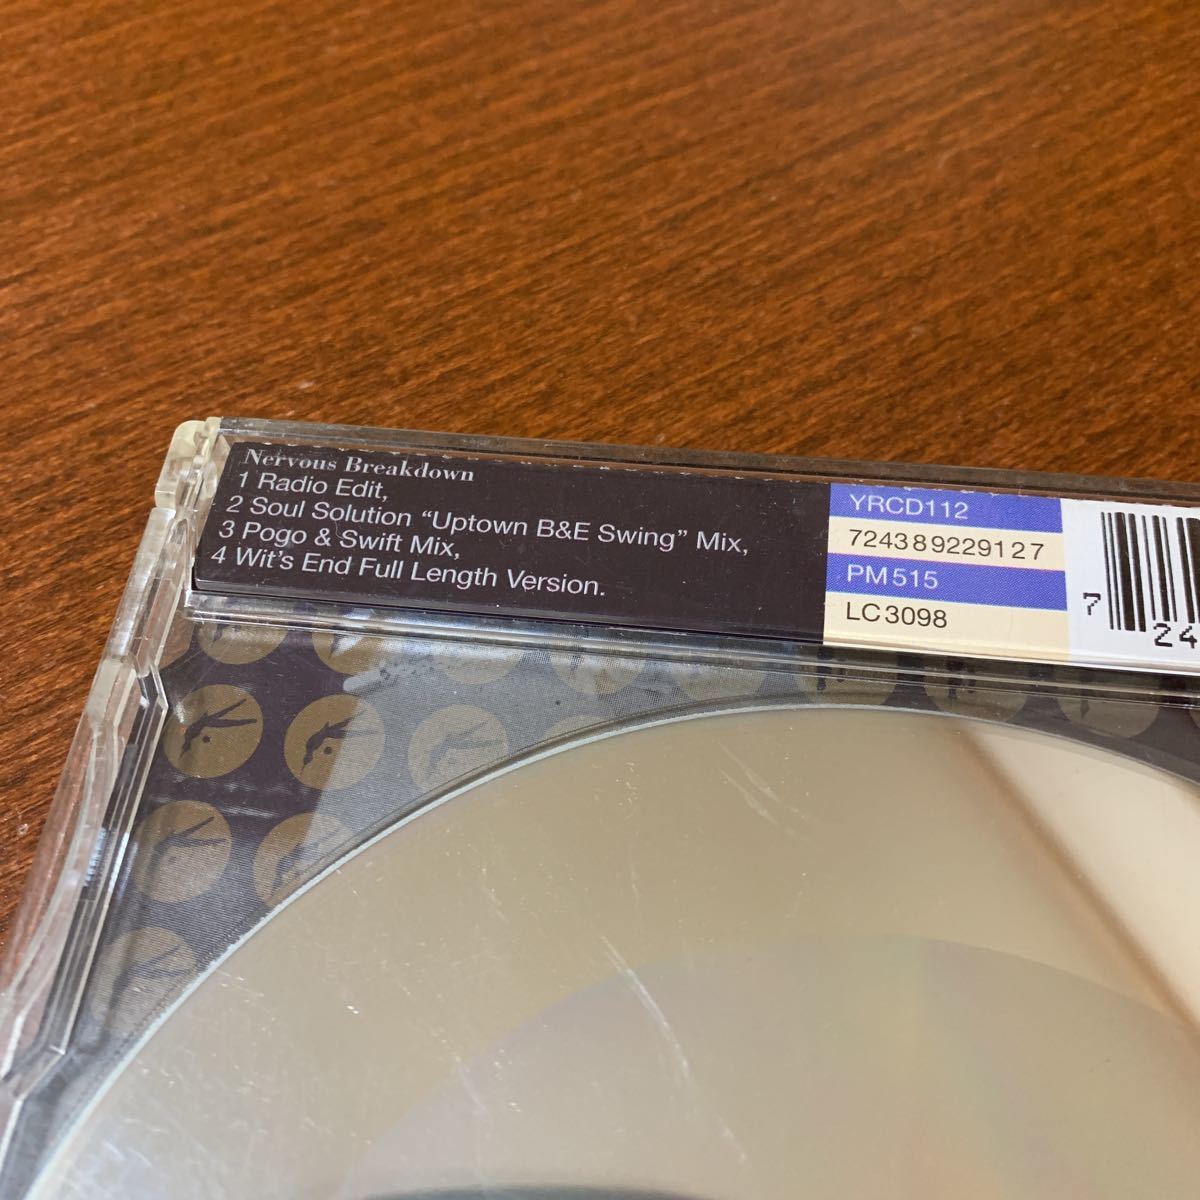 Nervous Breakdown
1 Radio Edit,
2 Soul Solution “Uptown B&E Swing” Mix,
3 Pogo & Swift Mix,
4 Wit's End Full Length Version.
YRCD112
724389229127
PM515
LC3098
7
24